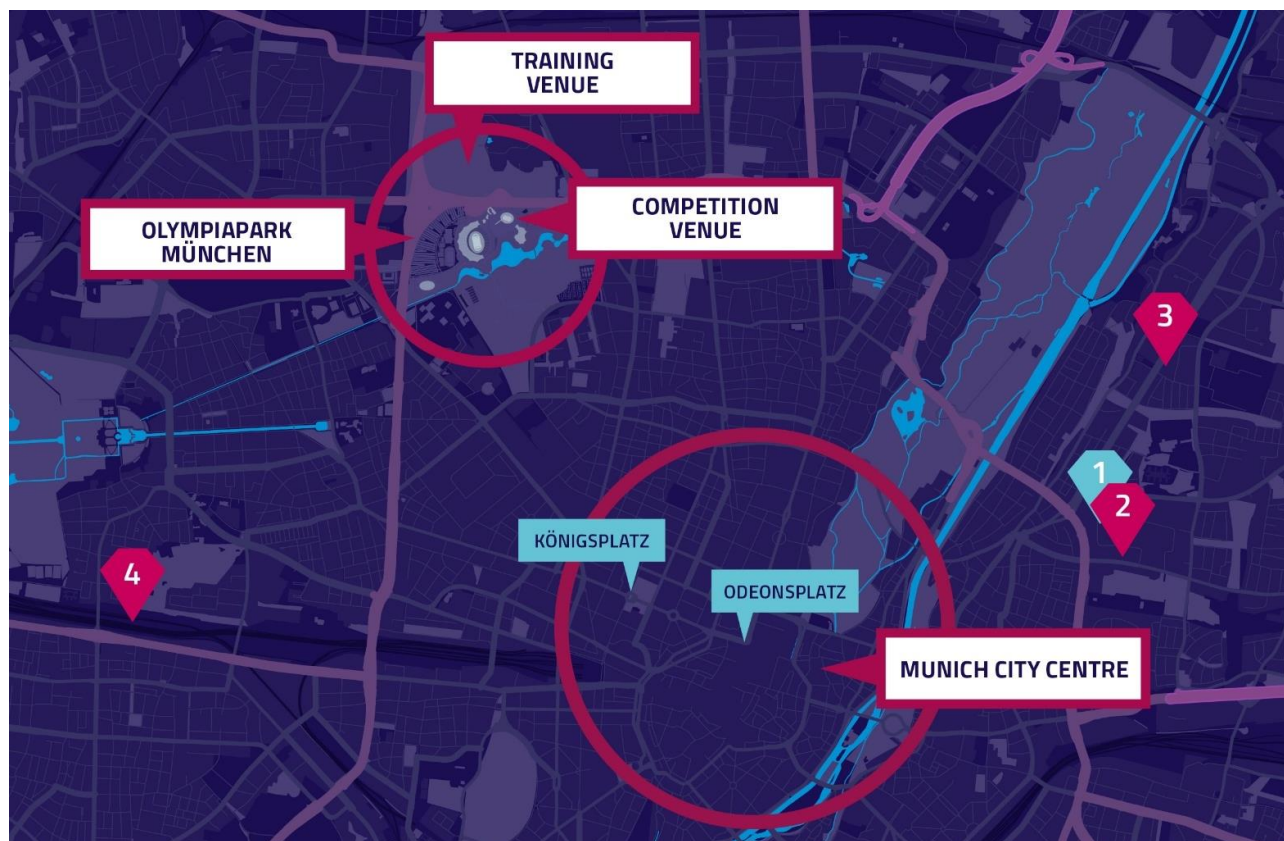 TRAINING
VENUE
COMPETITION
VENUE
OLYMPIAPARK
MÜNCHEN
3
1
2
KÖNIGSPLATZ
4
ODEONSPLATZ
MUNICH CITY CENTRE